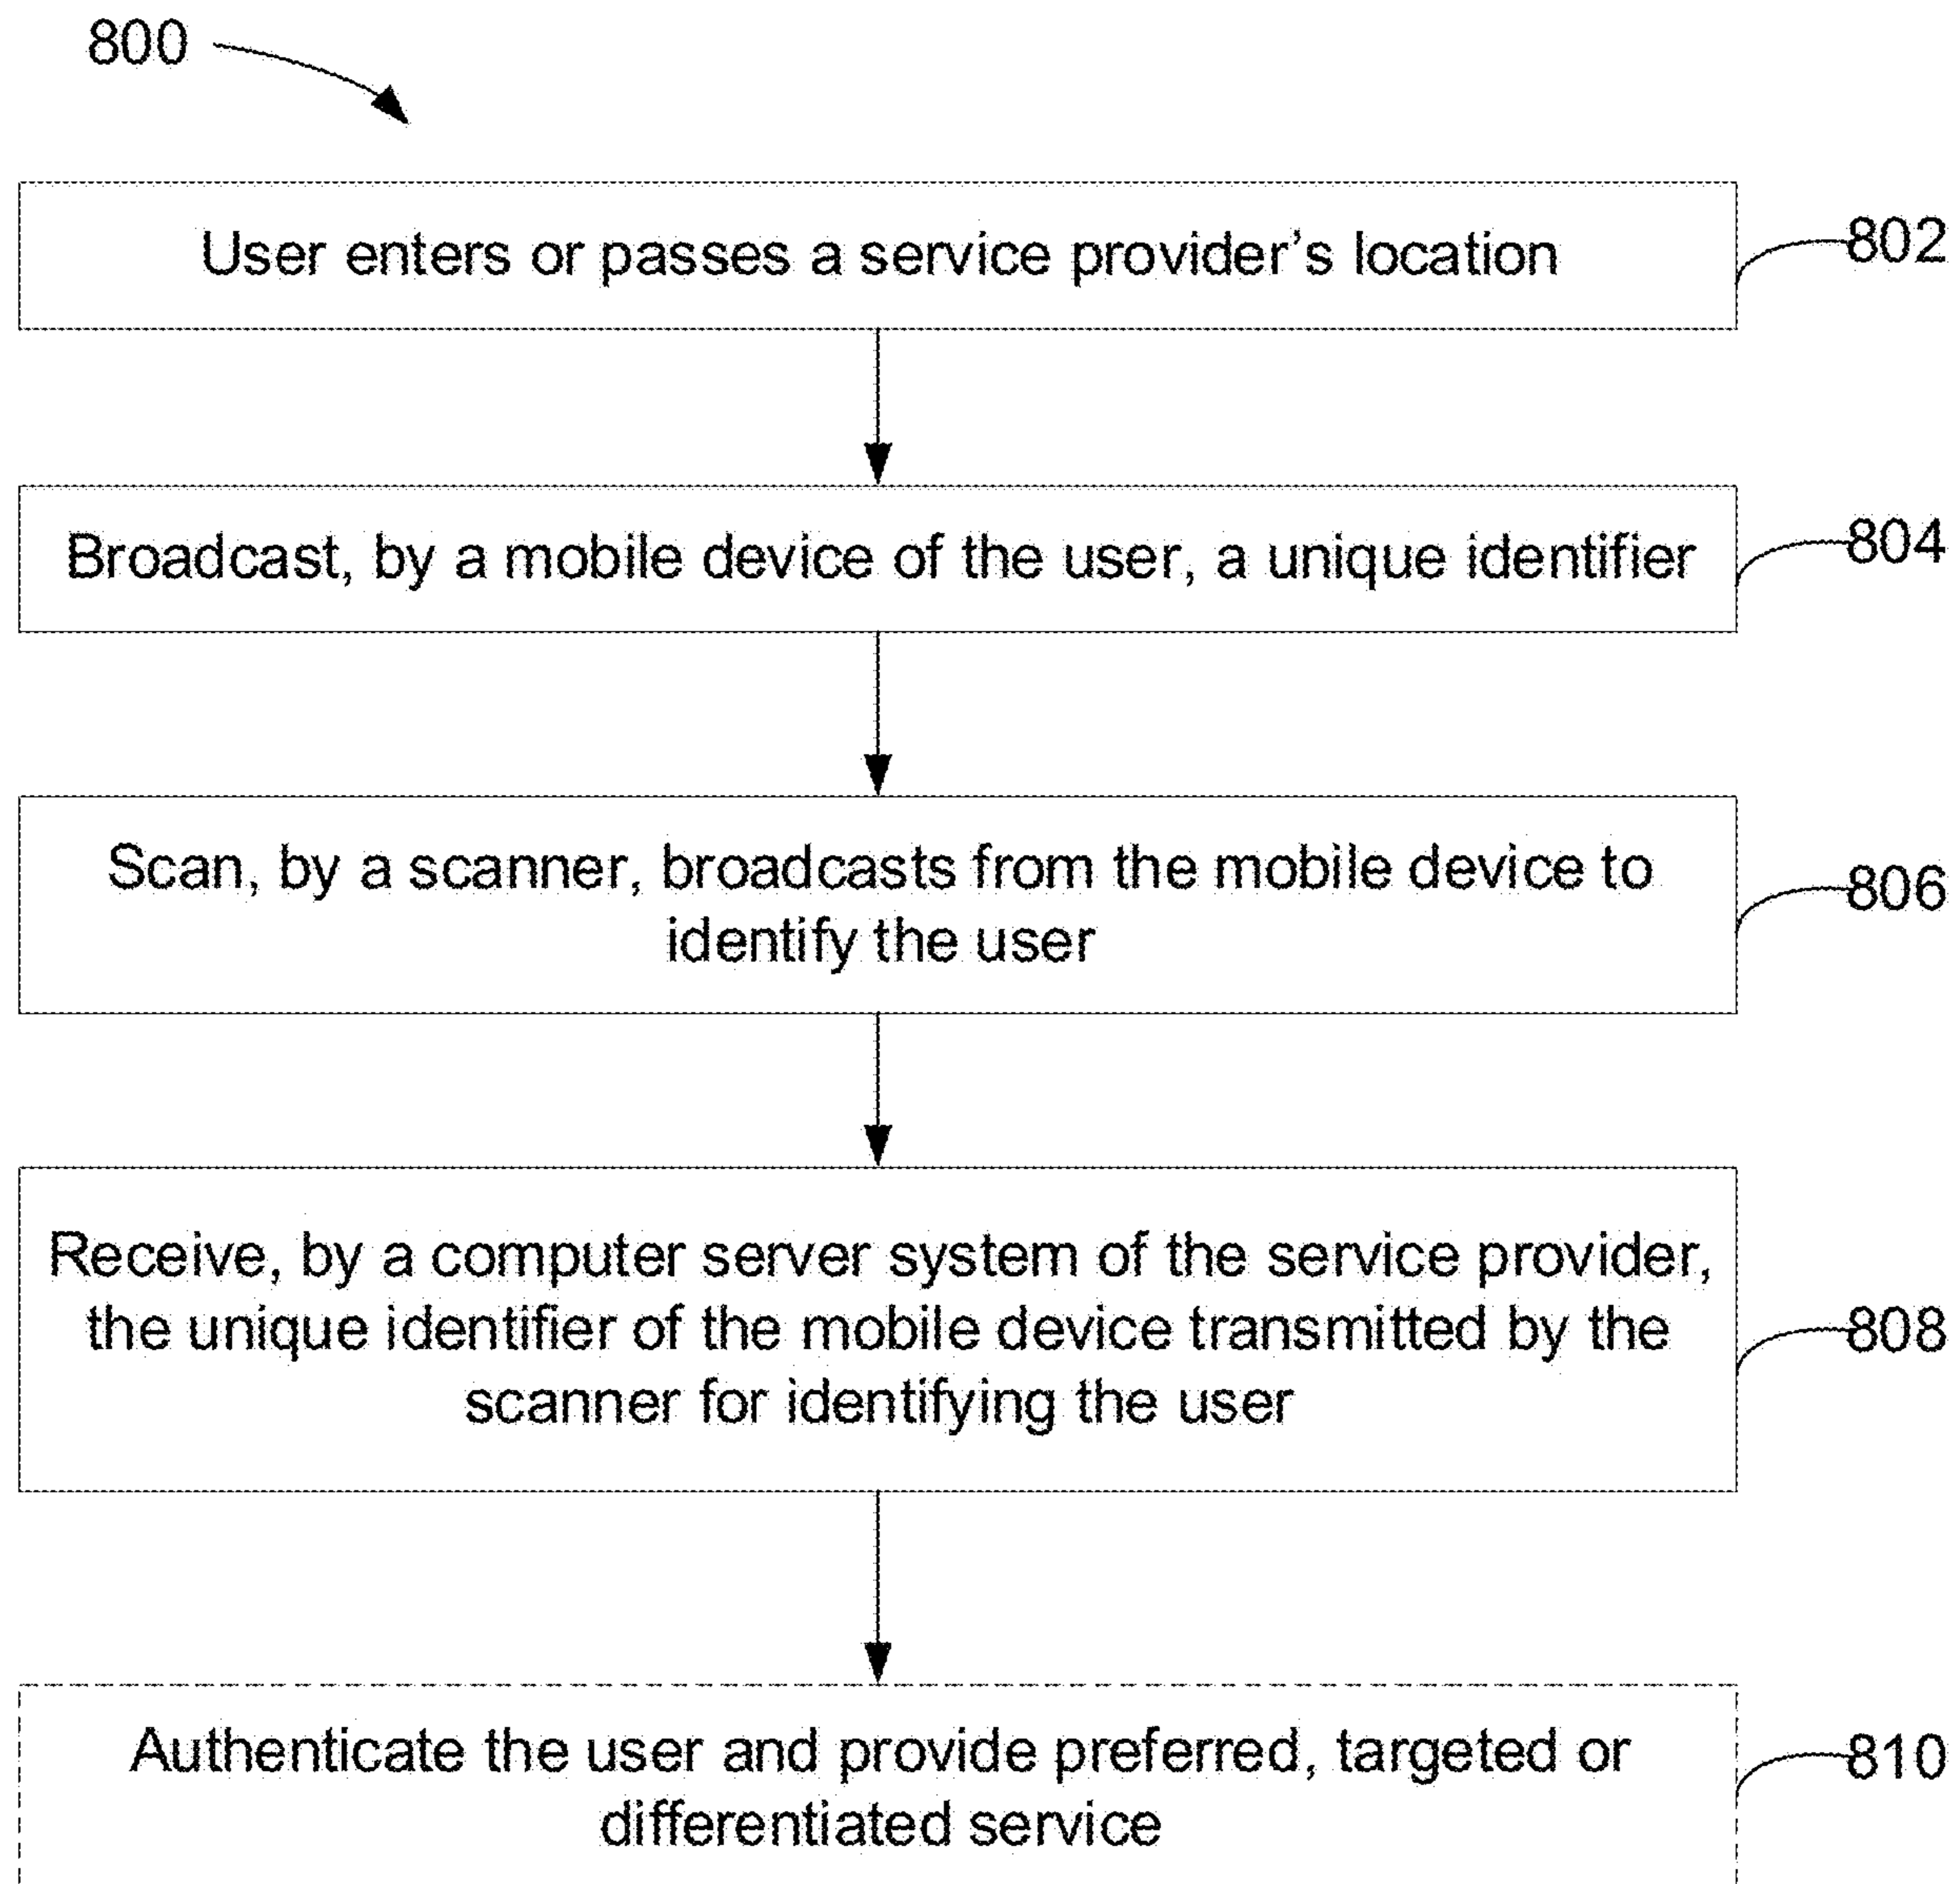 800
User enters or passes a service provider’s location
802
Broadcast, by a mobile device of the user, a unique identifier
804
Scan, by a scanner, broadcasts from the mobile device to
identify the user
806
Receive, by a computer server system of the service provider,
the unique identifier of the mobile device transmitted by the
scanner for identifying the user
808
Authenticate the user and provide preferred, targeted or
differentiated service
810